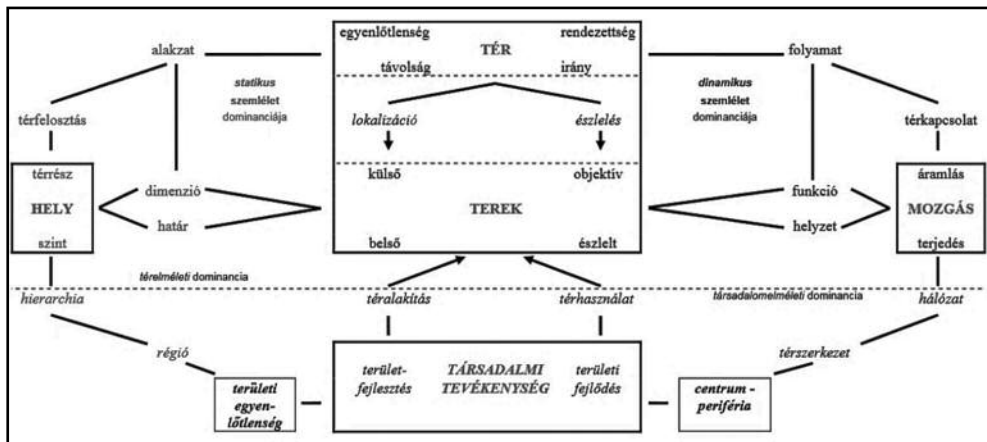 egyenlőtlenség rendezettség
alakzat TÉR folyamat
távolság irány
statikus dinamikus
szemlélet szemlélet
dominanciája dominanciája
térfelosztás lokalizáció észlelés térkapcsolat
térrész külső objektív áramlás
dimenzió funkció
HELY TEREK MOZGÁS
határ helyzet
szint belső észlelt terjedés
térelméleti dominancia
hierarchia téralakítás térhasználat társadalomelméleti dominancia hálózat
régió térszerkezet
terület- TÁRSADALMI területi
fejlesztés TEVÉKENYSÉG fejlődés
területi centrum -
egyen- periféria
lőtlenség